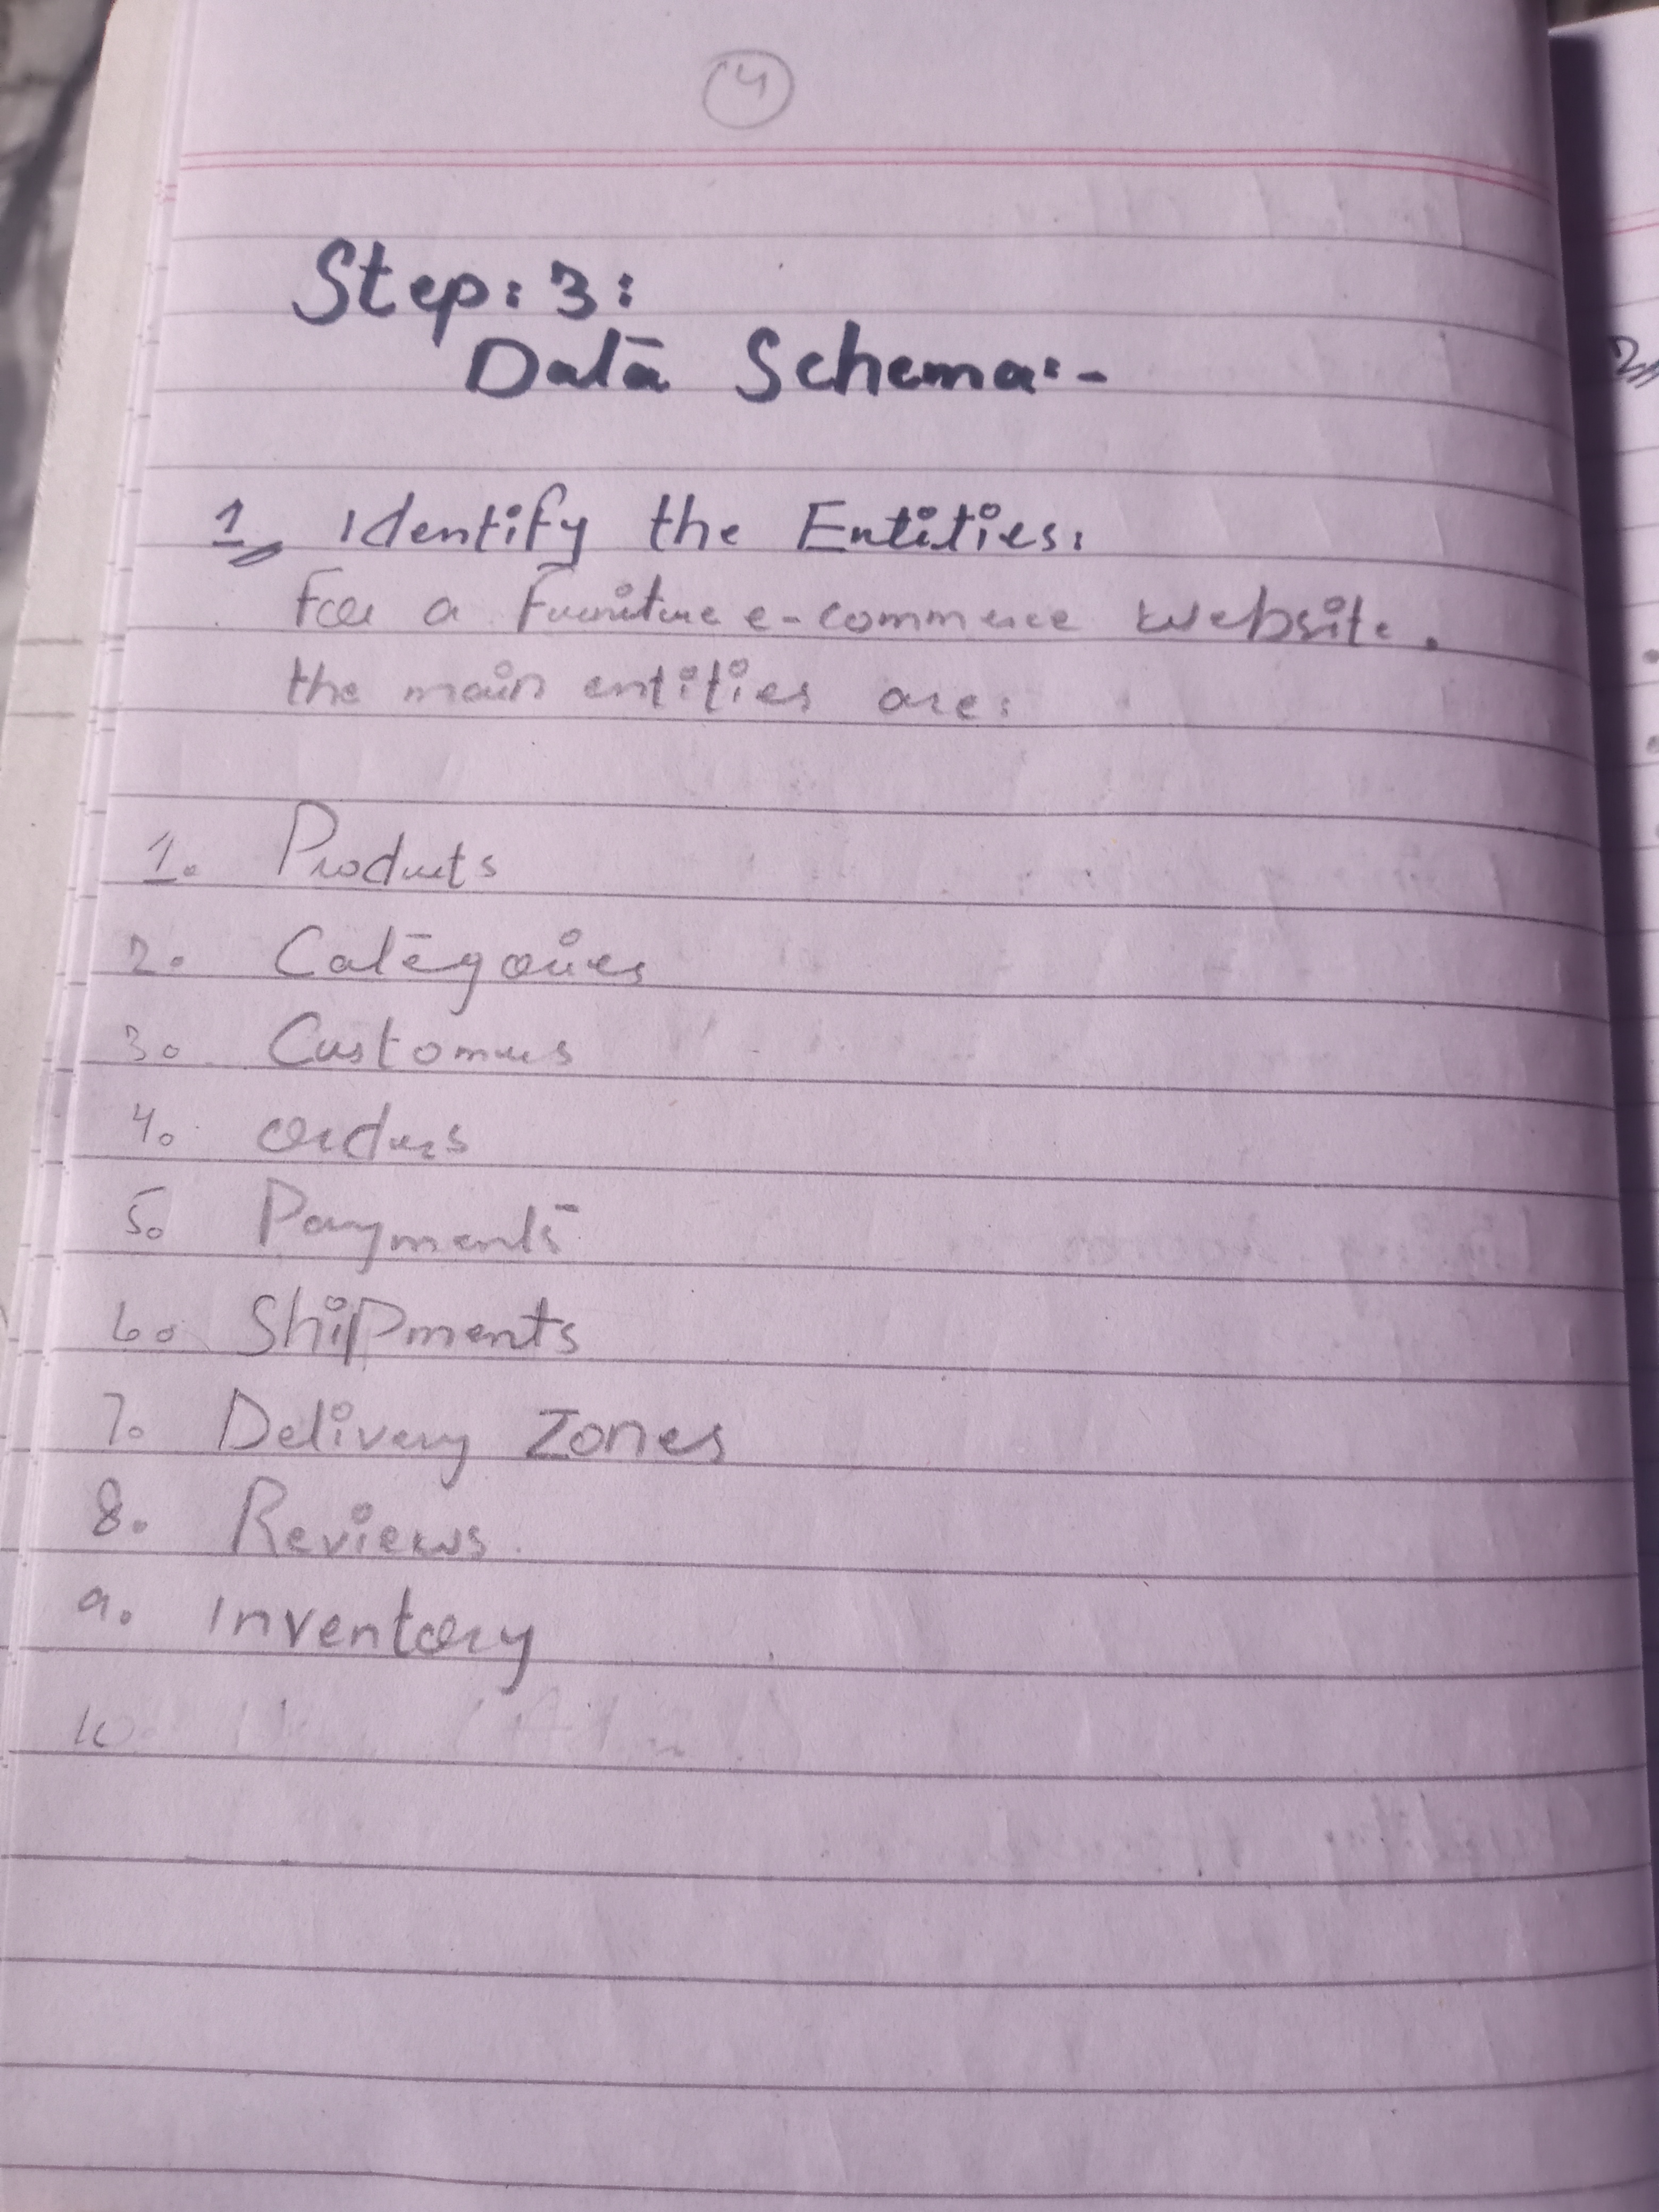 4
Step: 3:
Data Schema:-
1, Identify the Entities:
For a Furniture e-commerce website.
the main entities are:
1. Products
2. Categories
3. Customers
4. orders
5. Payments
6. Shipments
7. Delivery Zones
8. Reviews
9. Inventory
10